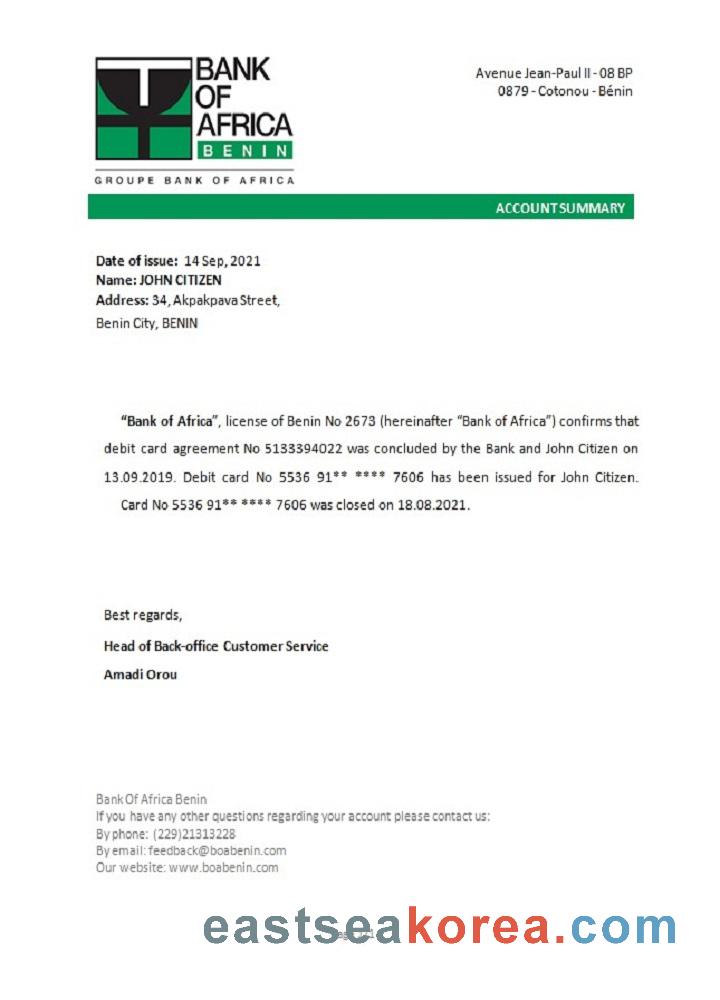 BANK
OF
AFRICA
BENIN
GROUPE BANK OF AFRICA
Avenue Jean-Paul II - 08 BP
0879 - Cotonou - Bénin
ACCOUNT SUMMARY
Date of issue: 14 Sep, 2021
Name: JOHN CITIZEN
Address: 34, Akpakpava Street,
Benin City, BENIN
“Bank of Africa”, license of Benin No 2673 (hereinafter “Bank of Africa”) confirms that
debit card agreement No 5133394022 was concluded by the Bank and John Citizen on
13.09.2019. Debit card No 5536 91** **** 7606 has been issued for John Citizen.
Card No 5536 91** **** 7606 was closed on 18.08.2021.
Best regards,
Head of Back-office Customer Service
Amadi Orou
Bank Of Africa Benin
If you have any other questions regarding your account please contact us:
By phone: (229)21313228
By email: feedback@boabenin.com
Our website: www.boabenin.com
eastseakorea.com